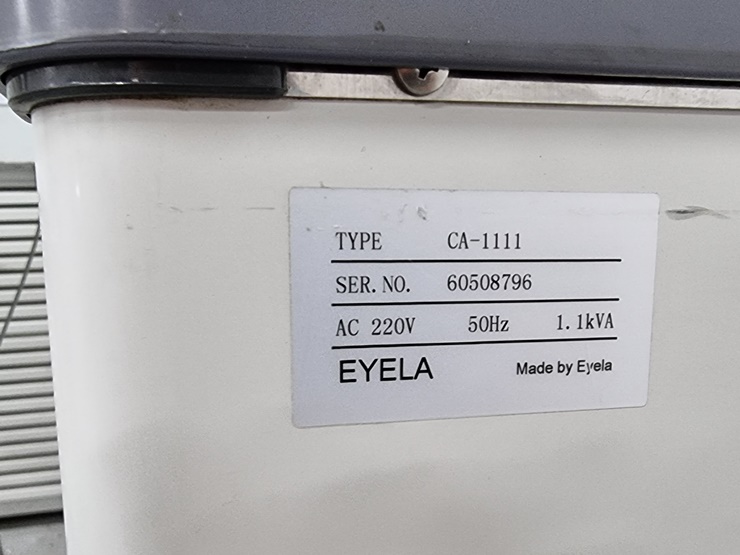 TYPE CA-1111
SER. NO. 60508796
AC 220V 50Hz 1.1kVA
EYELA Made by Eyela